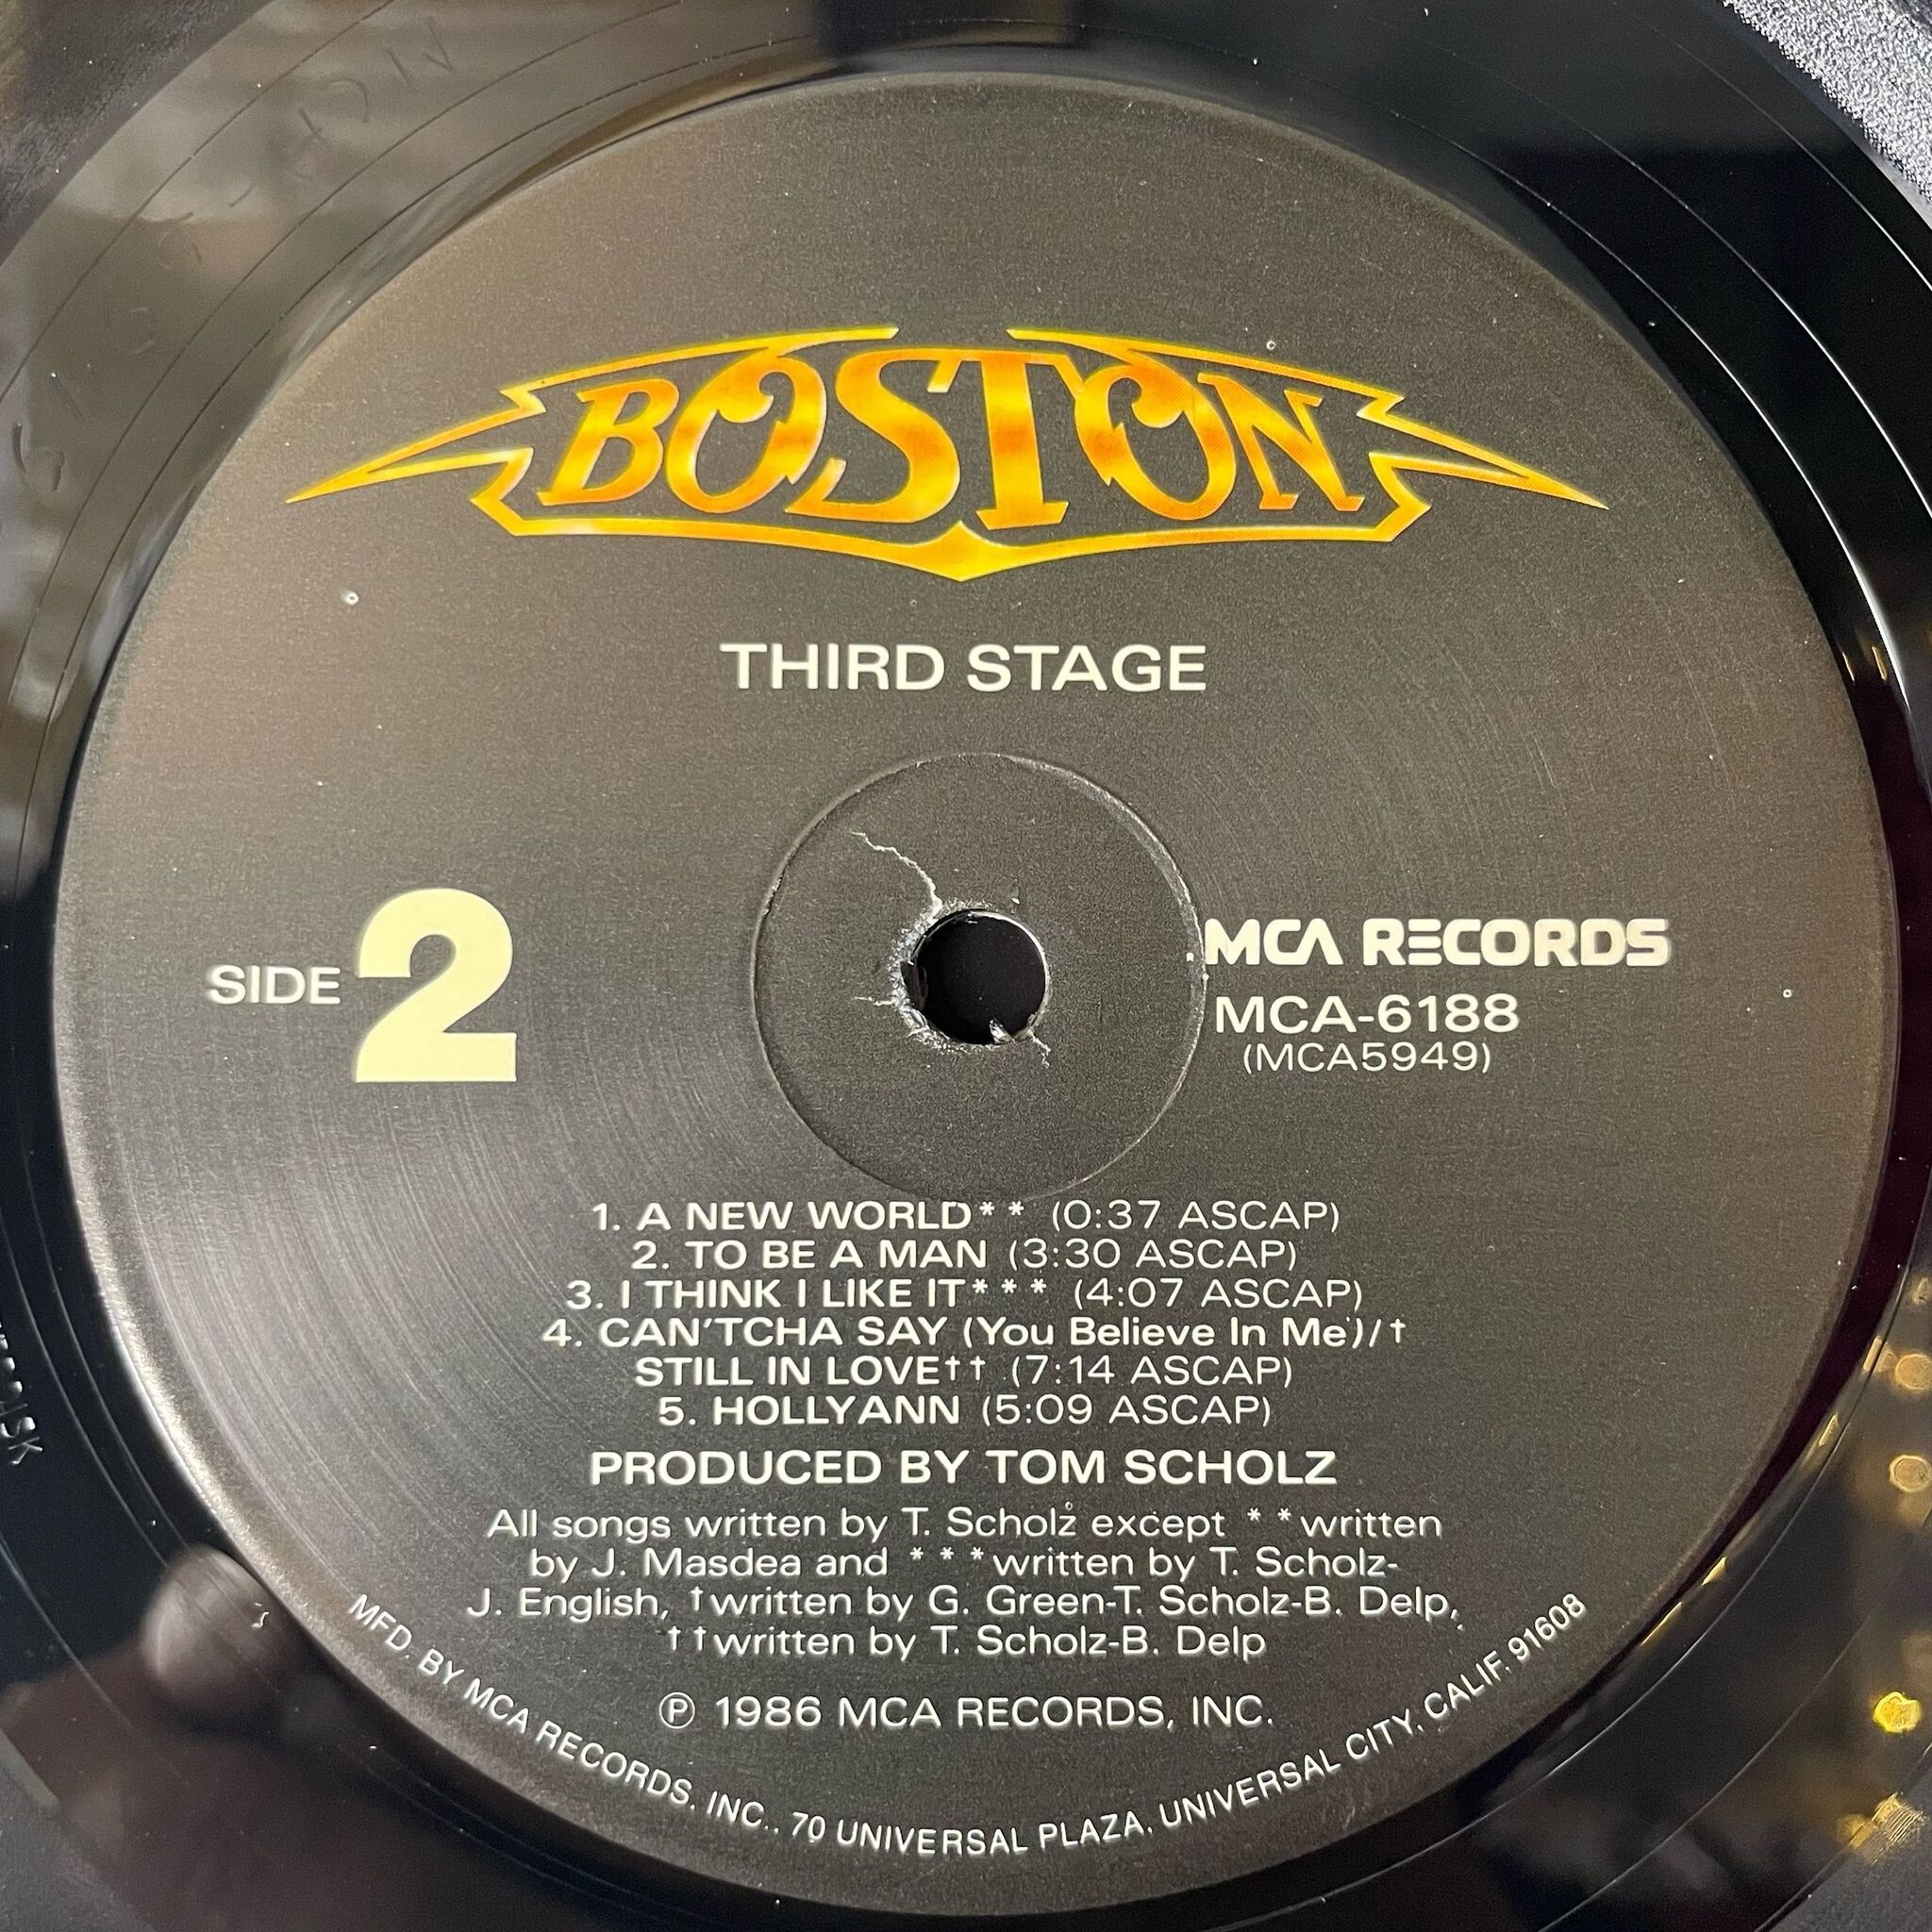 BOSTON
THIRD STAGE
SIDE 2
MCA RECORDS
MCA-6188
(MCA5949)
1. A NEW WORLD** (0:37 ASCAP)
2. TO BE A MAN (3:30 ASCAP)
3. I THINK I LIKE IT*** (4:07 ASCAP)
4. CAN'TCHA SAY (You Believe In Me)/†
STILL IN LOVE†† (7:14 ASCAP)
5. HOLLYANN (5:09 ASCAP)
PRODUCED BY TOM SCHOLZ
All songs written by T. Scholz except **written
by J. Masdea and ***written by T. Scholz-
J. English, †written by G. Green-T. Scholz-B. Delp,
††written by T. Scholz-B. Delp
℗ 1986 MCA RECORDS, INC.
MFD. BY MCA RECORDS, INC., 70 UNIVERSAL PLAZA, UNIVERSAL CITY, CALIF. 91608